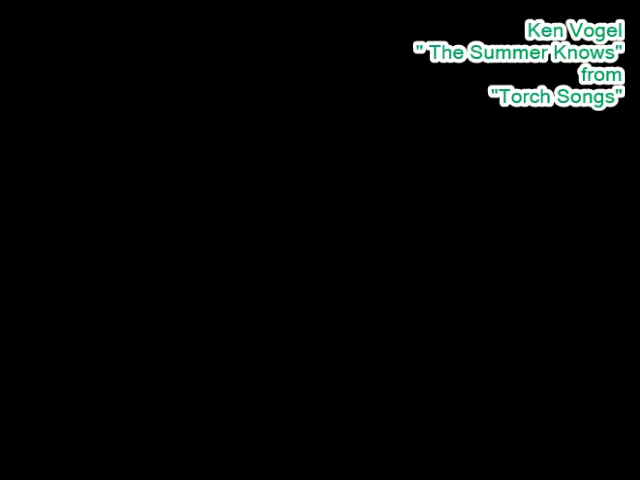 Ken Vogel
" The Summer Knows"
from
"Torch Songs"